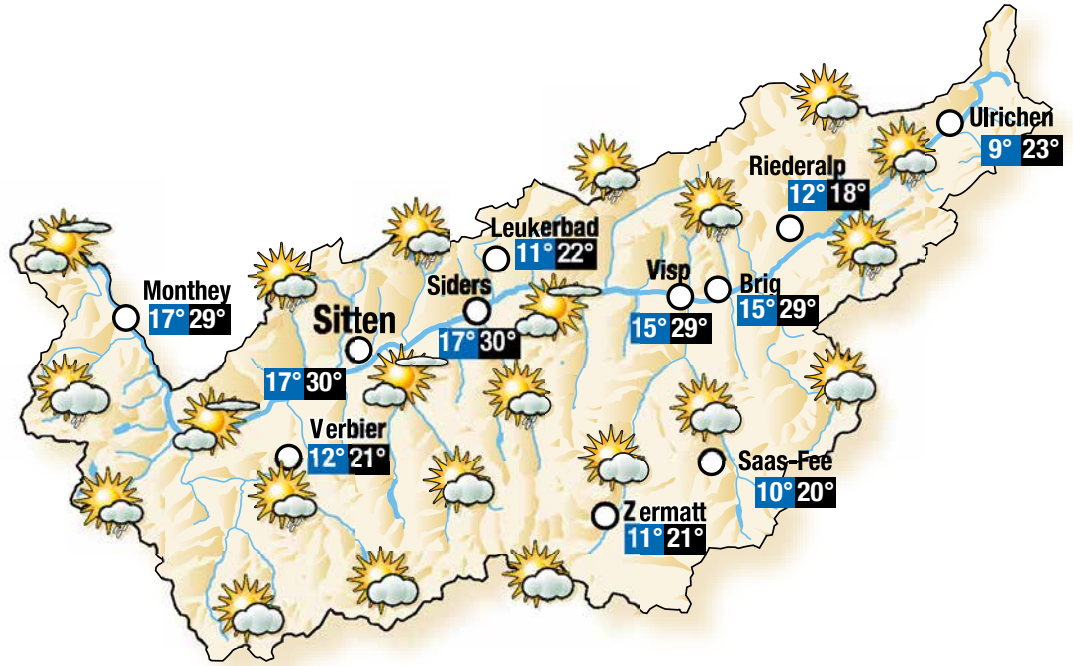 Ulrichen
9° 23°
Riederalp
12° 18°
Leukerbad
11° 22°
Visp
15° 29°
Brig
15° 29°
Siders
17° 30°
Monthey
17° 29°
Sitten
17° 30°
Verbier
12° 21°
Saas-Fee
10° 20°
Zermatt
11° 21°